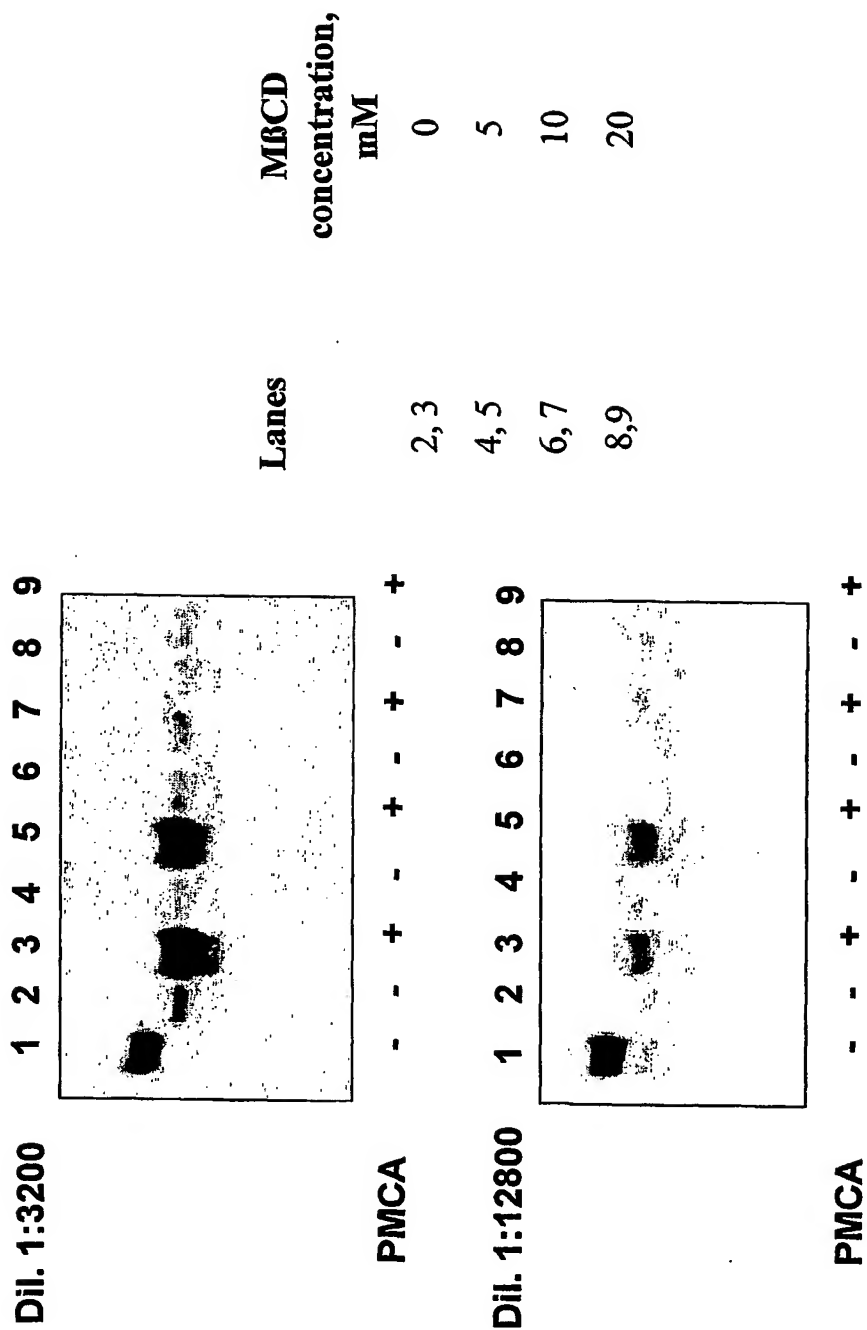 Dil. 1:3200
1 2 3 4 5 6 7 8 9
PMCA - - + - + - + - +
Dil. 1:12800
1 2 3 4 5 6 7 8 9
PMCA - - + - + - + - +
Lanes
MßCD
concentration,
mM
2, 3 0
4, 5 5
6, 7 10
8,9 20